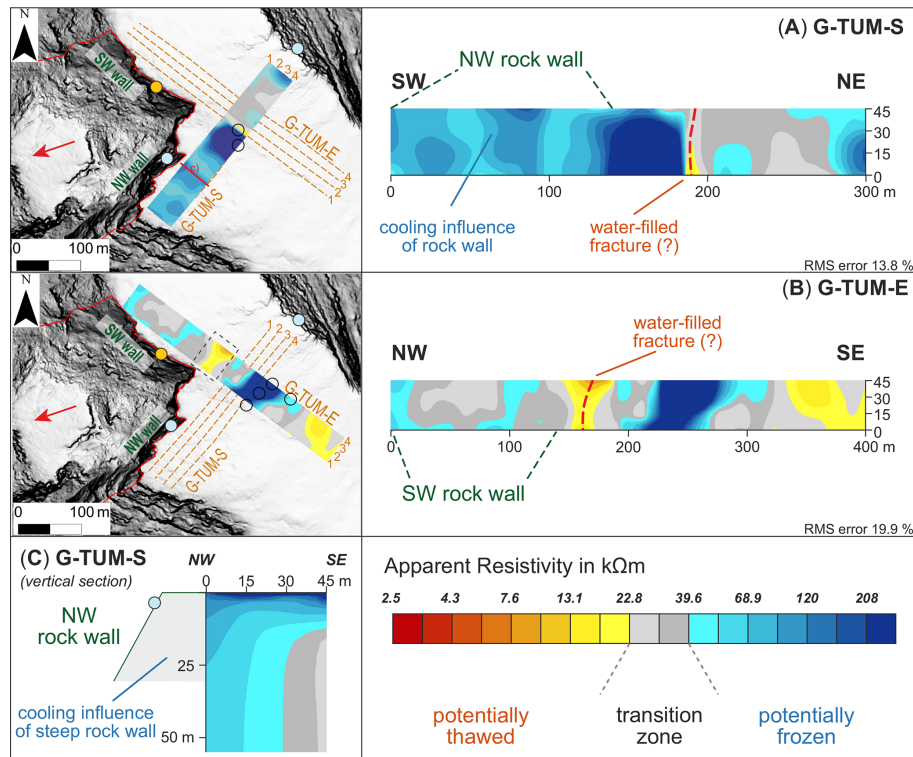 N
SW wall
NW wall
1 2 3 4
G-TUM-E
4
3
2
1
G-TUM-S
0 100 m
(A) G-TUM-S
NW rock wall
SW
NE
45
30
15
0
0 100 200 300 m
cooling influence
of rock wall
water-filled
fracture (?)
RMS error 13.8 %
N
SW wall
NW wall
1 2 3 4
G-TUM-E
4
3
2
1
G-TUM-S
0 100 m
(B) G-TUM-E
water-filled
fracture (?)
NW
SE
45
30
15
0
0 100 200 300 400 m
SW rock wall
RMS error 19.9 %
(C) G-TUM-S
(vertical section)
NW SE
0 15 30 45 m
NW
rock wall
25
cooling influence
of steep rock wall
50 m
Apparent Resistivity in kΩm
2.5 4.3 7.6 13.1 22.8 39.6 68.9 120 208
potentially
thawed
transition
zone
potentially
frozen